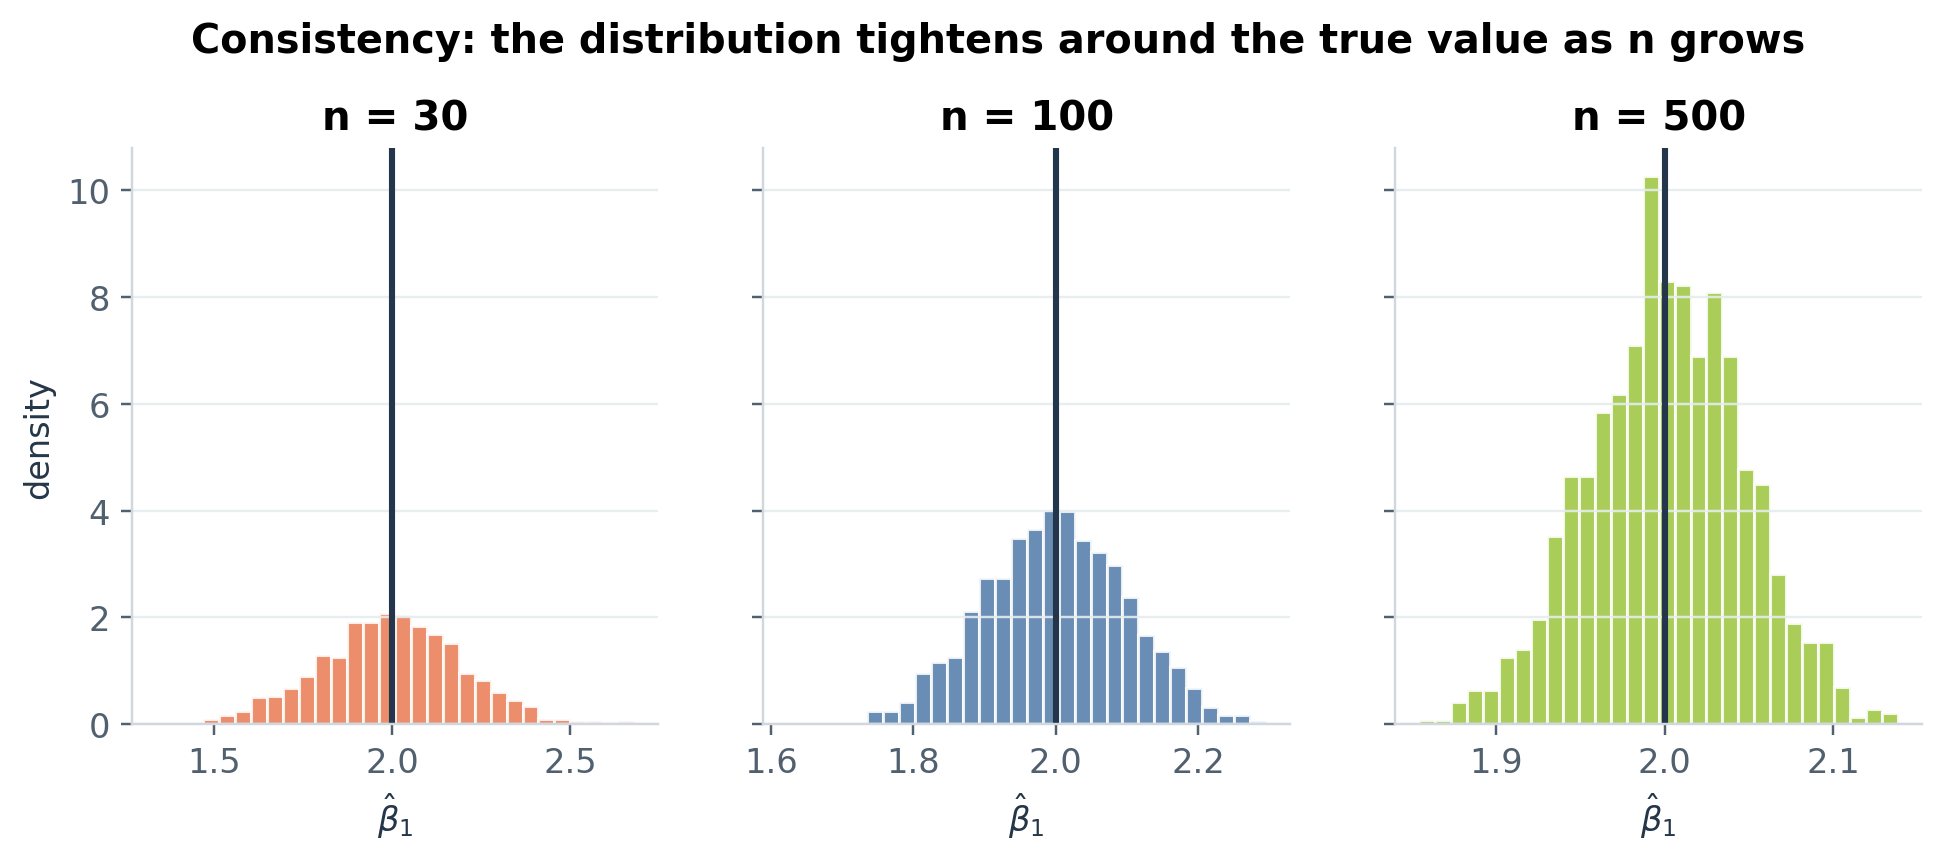 Consistency: the distribution tightens around the true value as n grows
n = 30
n = 100
n = 500
density
10
8
6
4
2
0
1.5 2.0 2.5
1.6 1.8 2.0 2.2
1.9 2.0 2.1
β̂₁
β̂₁
β̂₁